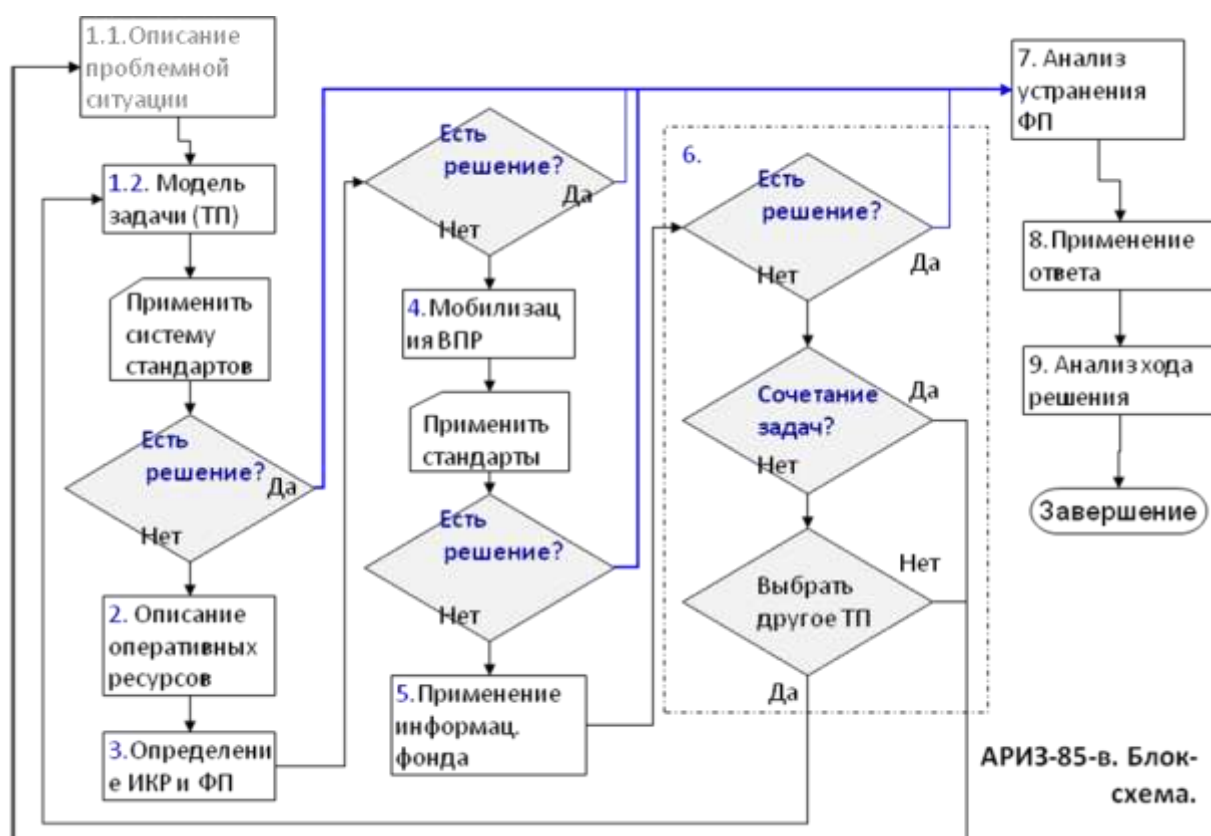 1.1.Описание
проблемной
ситуации
1.2. Модель
задачи (ТП)
Применить
систему
стандартов
Есть
решение?
Да
Нет
2. Описание
оперативных
ресурсов
3.Определени
е ИКР и ФП
Есть
решение?
Да
Нет
4.Мобилизац
ия ВПР
Применить
стандарты
Есть
решение?
Нет
5.Применение
информац.
фонда
6.
Есть
решение?
Да
Нет
Сочетание
задач?
Да
Нет
Выбрать
другое ТП
Нет
Да
7. Анализ
устранения
ФП
8.Применение
ответа
9. Анализ хода
решения
Завершение
АРИЗ-85-в. Блок-
схема.